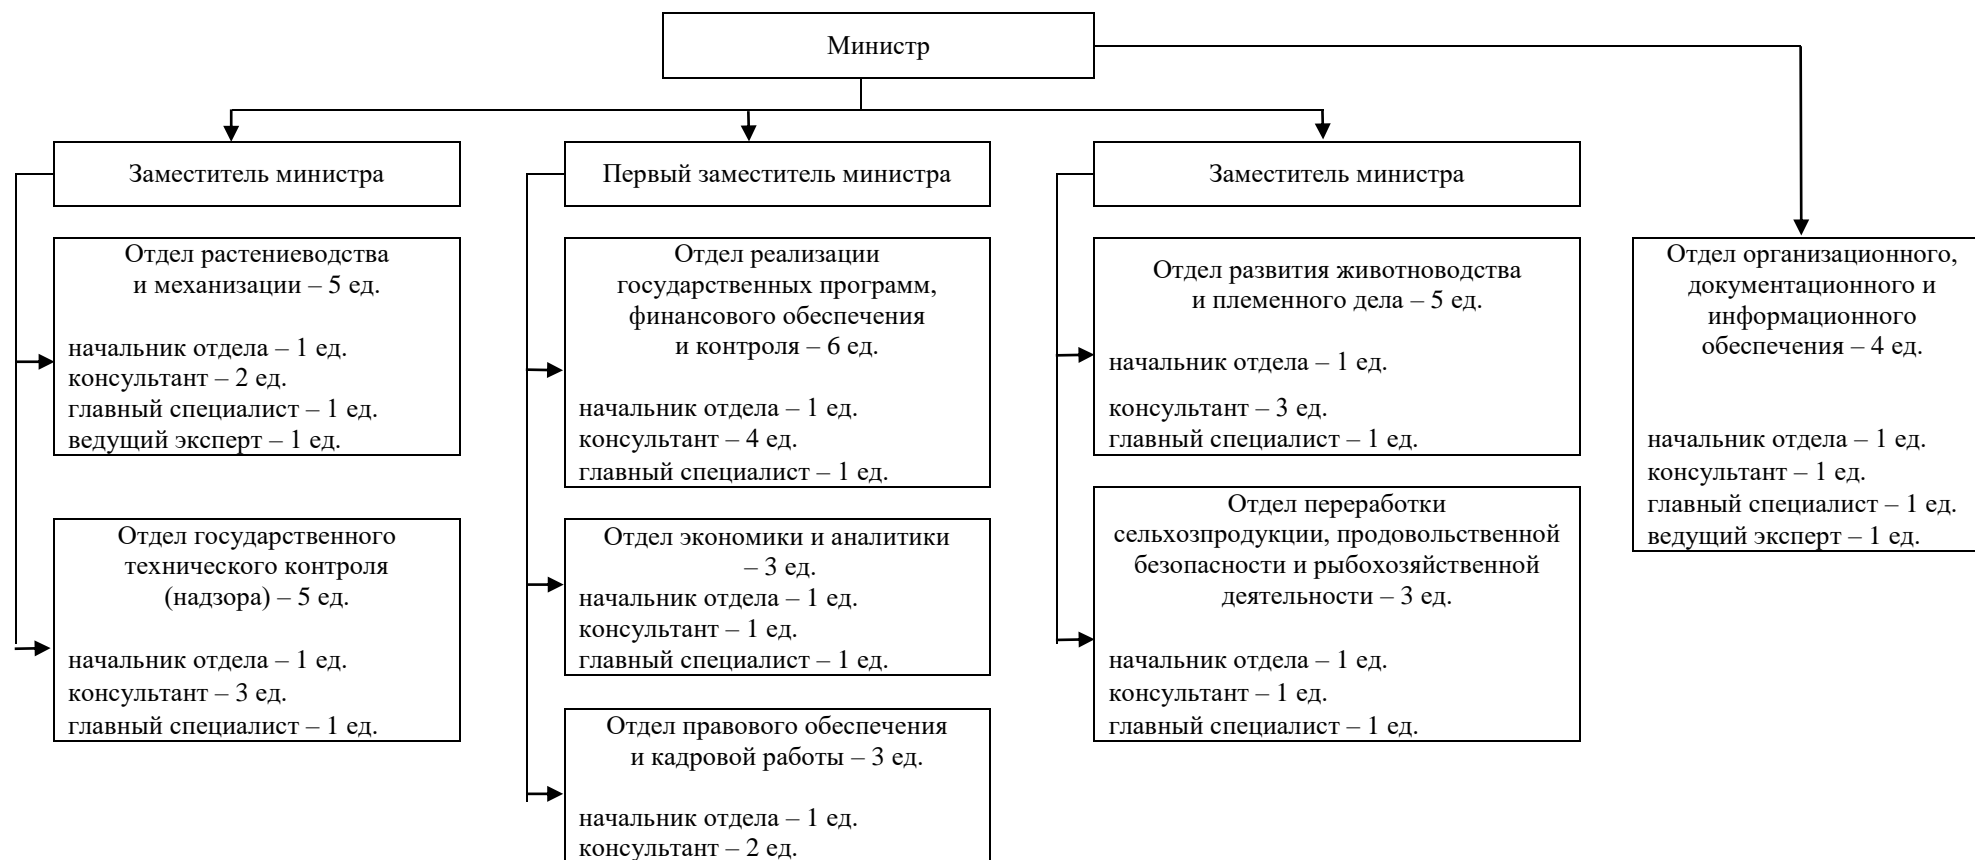 Министр
Заместитель министра
Первый заместитель министра
Заместитель министра
Отдел растениеводства
и механизации – 5 ед.
начальник отдела – 1 ед.
консультант – 2 ед.
главный специалист – 1 ед.
ведущий эксперт – 1 ед.
Отдел государственного
технического контроля
(надзора) – 5 ед.
начальник отдела – 1 ед.
консультант – 3 ед.
главный специалист – 1 ед.
Отдел реализации
государственных программ,
финансового обеспечения
и контроля – 6 ед.
начальник отдела – 1 ед.
консультант – 4 ед.
главный специалист – 1 ед.
Отдел экономики и аналитики
– 3 ед.
начальник отдела – 1 ед.
консультант – 1 ед.
главный специалист – 1 ед.
Отдел правового обеспечения
и кадровой работы – 3 ед.
начальник отдела – 1 ед.
консультант – 2 ед.
Отдел развития животноводства
и племенного дела – 5 ед.
начальник отдела – 1 ед.
консультант – 3 ед.
главный специалист – 1 ед.
Отдел переработки
сельхозпродукции, продовольственной
безопасности и рыбохозяйственной
деятельности – 3 ед.
начальник отдела – 1 ед.
консультант – 1 ед.
главный специалист – 1 ед.
Отдел организационного,
документационного и
информационного
обеспечения – 4 ед.
начальник отдела – 1 ед.
консультант – 1 ед.
главный специалист – 1 ед.
ведущий эксперт – 1 ед.